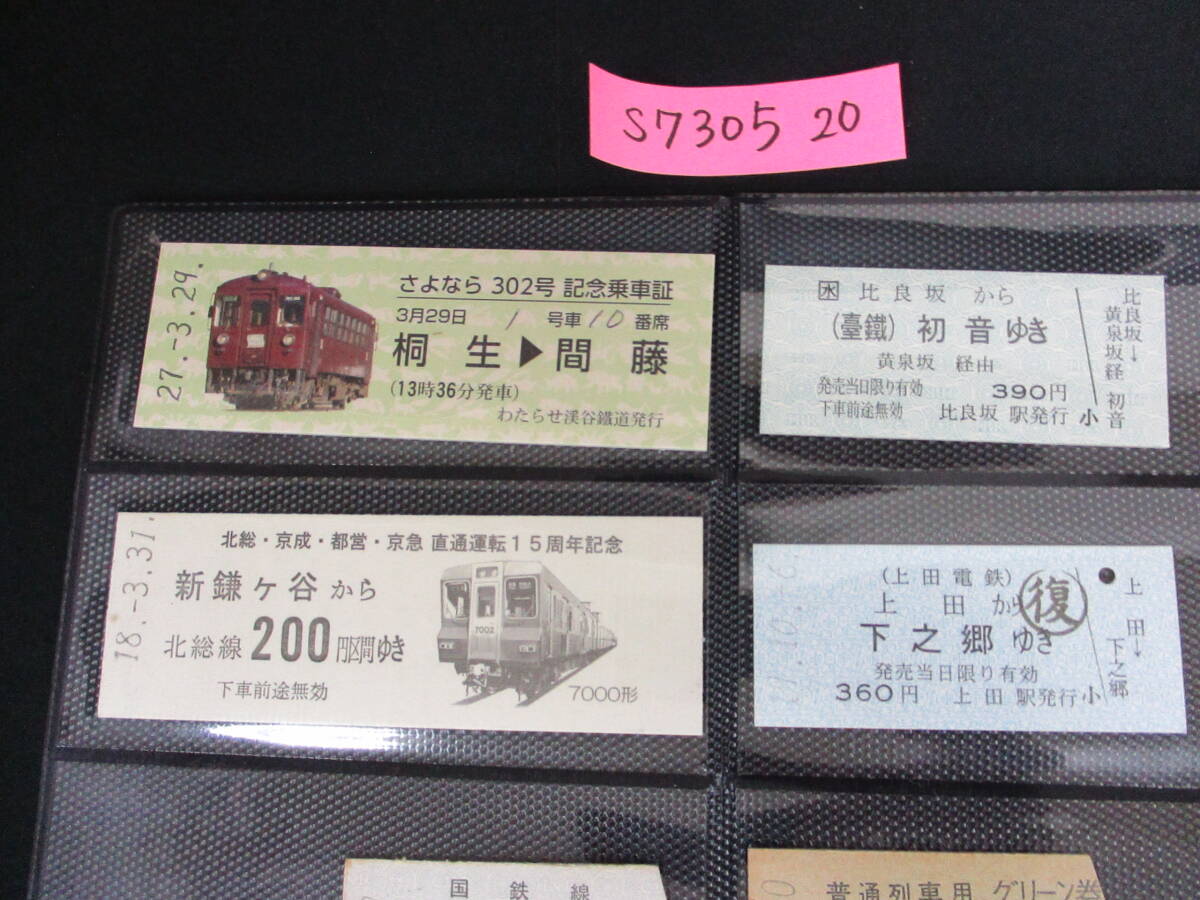 S7305 20
27.-3.29.
さよなら 302号 記念乗車証
3月29日 1 号車 10 番席
桐生▶間藤
(13時36分発車)
わたらせ渓谷鐵道発行
囦 比良坂 から
(臺鐵) 初音ゆき
黄泉坂 経由
発売当日限り有効 390円
下車前途無効 比良坂 駅発行 小
比良坂→
黄泉坂経
初音
18.-3.31.
北総・京成・都営・京急 直通運転15周年記念
新鎌ヶ谷から
北総線200円区間ゆき
下車前途無効
7002
7000形
(上田電鉄)
上田から
復
下之郷ゆき
発売当日限り有効
360円 上田駅発行 小
上田→
下之郷
国鉄線
普通列車用 グリーン券